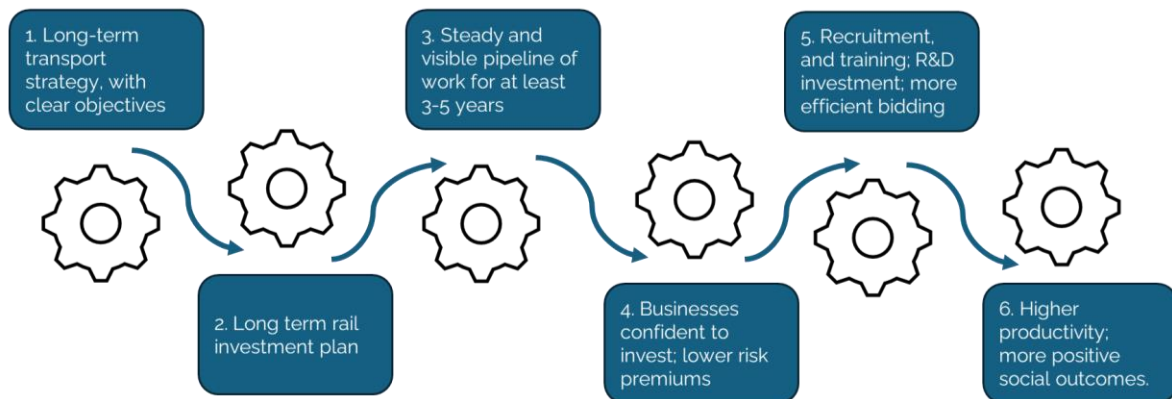 1. Long-term
transport
strategy, with
clear objectives
2. Long term rail
investment plan
3. Steady and
visible pipeline of
work for at least
3-5 years
4. Businesses
confident to
invest; lower risk
premiums
5. Recruitment,
and training; R&D
investment; more
efficient bidding
6. Higher
productivity;
more positive
social outcomes.